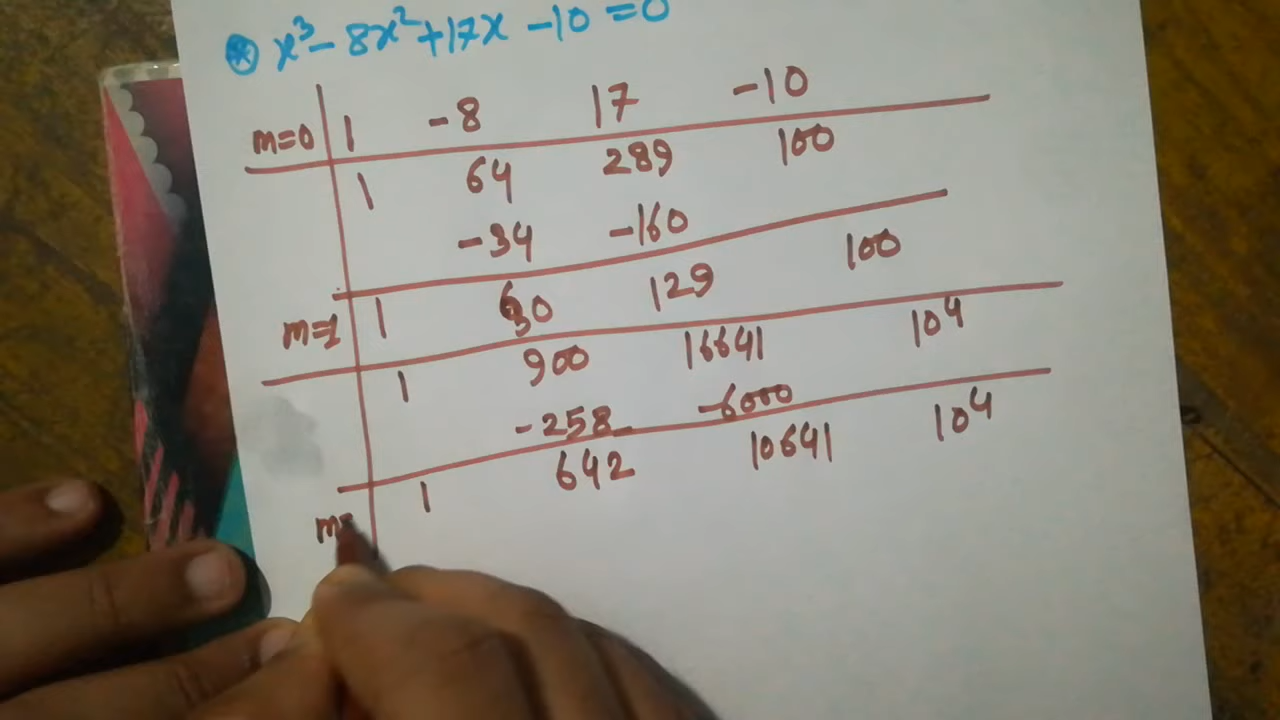 ⊛ x³ - 8x² + 17x - 10 = 0
m=0 1 -8 17 -10
1 64 289 100
-34 -160
m=1 1 30 129 100
1 900 16641 10⁴
-258 -6000
1 642 10641 10⁴
m=